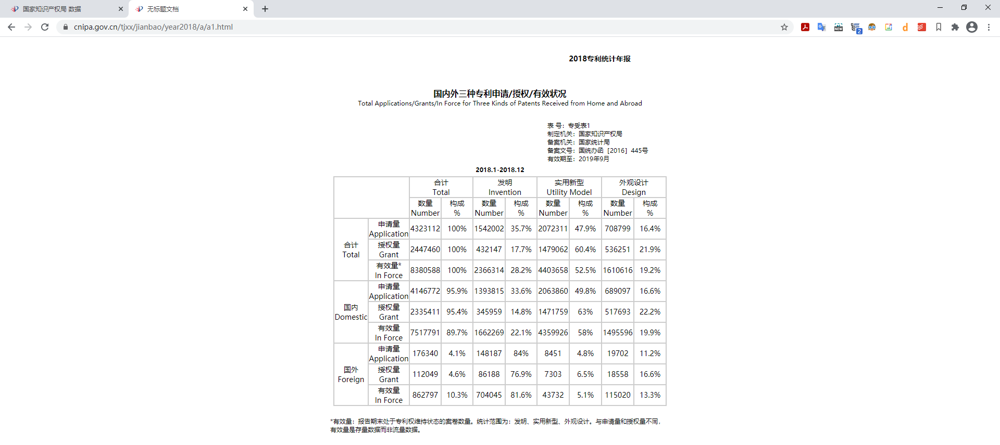 国家知识产权局 数据
无标题文档
cnipa.gov.cn/tjxx/jianbao/year2018/a/a1.html
NEW
2
2018专利统计年报
国内外三种专利申请/授权/有效状况
Total Applications/Grants/In Force for Three Kinds of Patents Received from Home and Abroad
表 号：专受表1
制定机关：国家知识产权局
备案机关：国家统计局
备案文号：国统办函［2016］445号
有效期至：2019年9月
2018.1-2018.12
合计 发明 实用新型 外观设计
Total Invention Utility Model Design
数量 构成 数量 构成 数量 构成 数量 构成
Number % Number % Number % Number %
合计 Total
申请量 Application 4323112 100% 1542002 35.7% 2072311 47.9% 708799 16.4%
授权量 Grant 2447460 100% 432147 17.7% 1479062 60.4% 536251 21.9%
有效量* In Force 8380588 100% 2366314 28.2% 4403658 52.5% 1610616 19.2%
国内 Domestic
申请量 Application 4146772 95.9% 1393815 33.6% 2063860 49.8% 689097 16.6%
授权量 Grant 2335411 95.4% 345959 14.8% 1471759 63% 517693 22.2%
有效量 In Force 7517791 89.7% 1662269 22.1% 4359926 58% 1495596 19.9%
国外 Foreign
申请量 Application 176340 4.1% 148187 84% 8451 4.8% 19702 11.2%
授权量 Grant 112049 4.6% 86188 76.9% 7303 6.5% 18558 16.6%
有效量 In Force 862797 10.3% 704045 81.6% 43732 5.1% 115020 13.3%
*有效量：报告期末处于专利权维持状态的案卷数量。统计范围为：发明、实用新型、外观设计。与申请量和授权量不同，
有效量是存量数据而非流量数据。